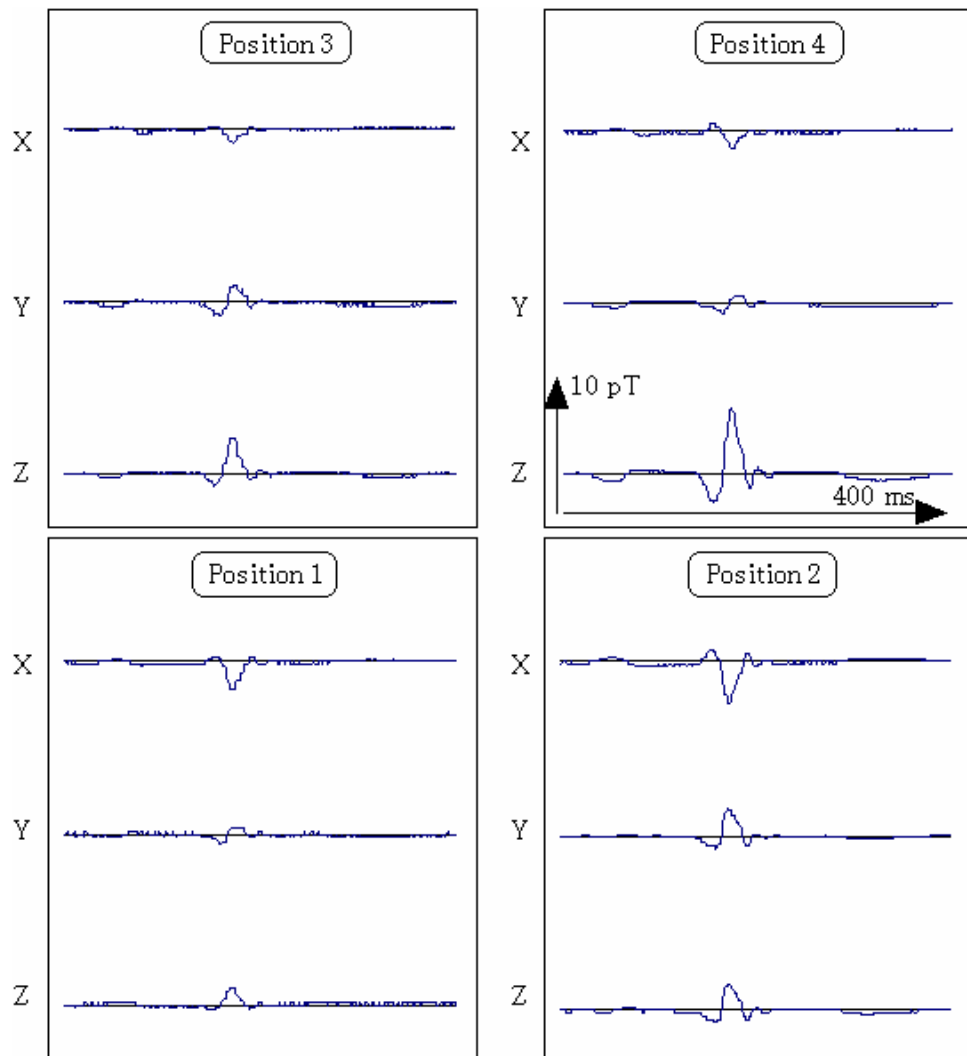 Position 3
X
Y
Z
Position 4
X
Y
10 pT
Z
400 ms
Position 1
X
Y
Z
Position 2
X
Y
Z